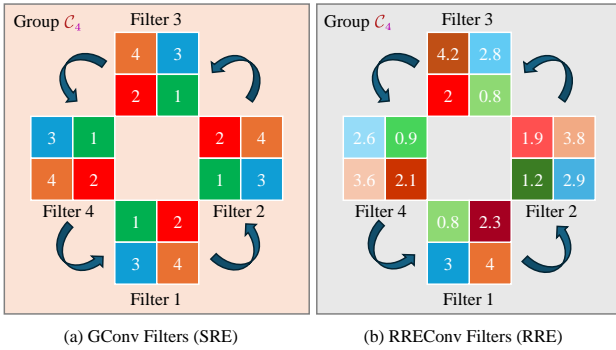 Group C4
Filter 3
4 3
2 1
3 1
4 2
2 4
1 3
Filter 4
Filter 2
1 2
3 4
Filter 1
(a) GConv Filters (SRE)
Group C4
Filter 3
4.2 2.8
2 0.8
2.6 0.9
3.6 2.1
1.9 3.8
1.2 2.9
Filter 4
Filter 2
0.8 2.3
3 4
Filter 1
(b) RREConv Filters (RRE)